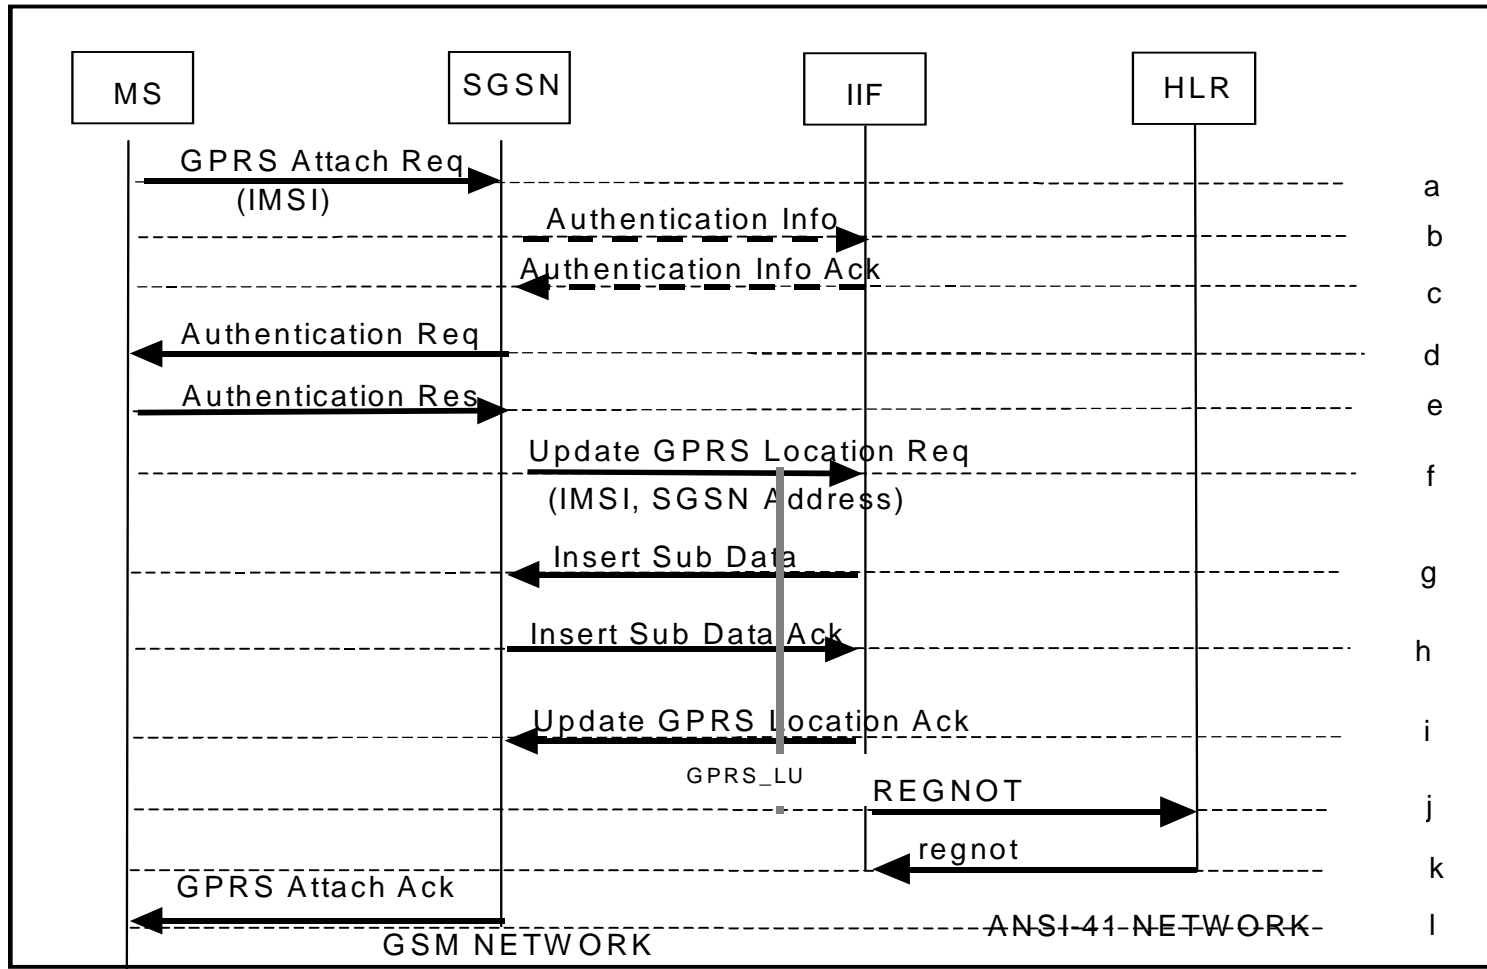 MS
SGSN
IIF
HLR
GPRS Attach Req
(IMSI)
a
Authentication Info
b
Authentication Info Ack
c
Authentication Req
d
Authentication Res
e
Update GPRS Location Req
(IMSI, SGSN Address)
f
Insert Sub Data
g
Insert Sub Data Ack
h
Update GPRS Location Ack
i
GPRS_LU
REGNOT
j
regnot
k
GPRS Attach Ack
l
GSM NETWORK
ANSI-41 NETWORK